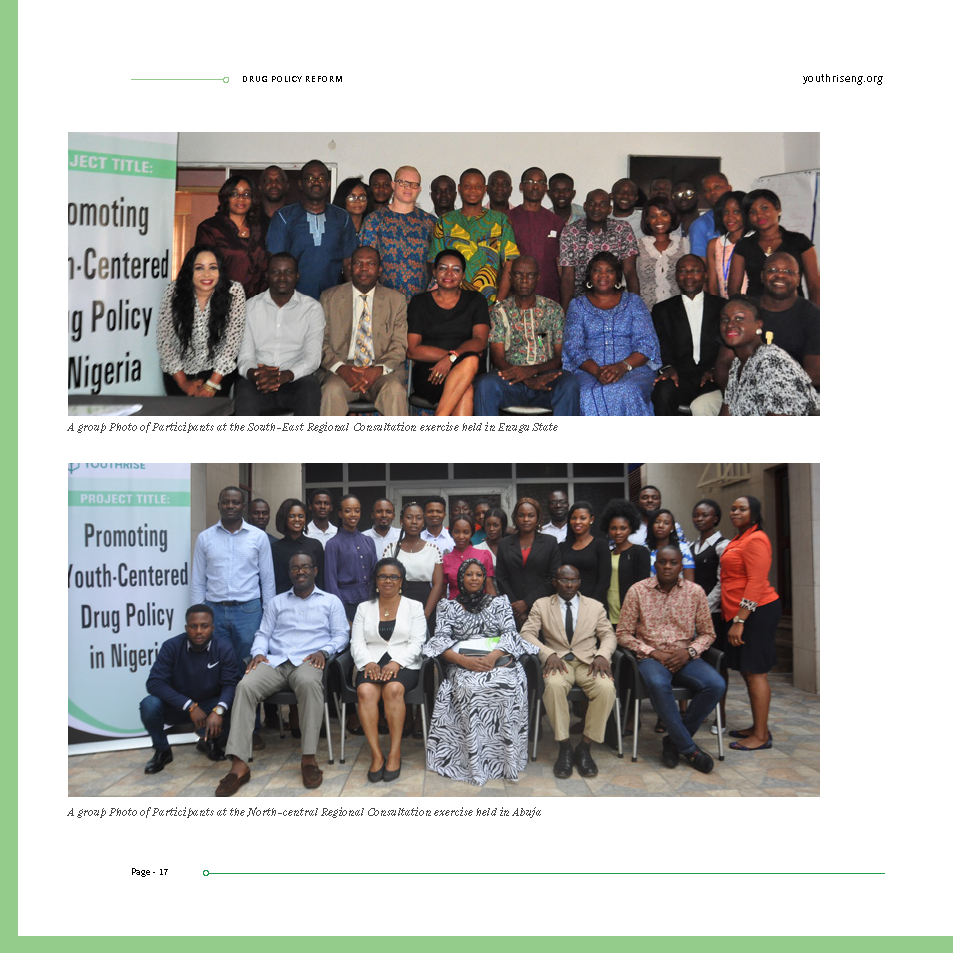 DRUG POLICY REFORM
youthriseng.org
JECT TITLE:
omoting
-Centered
g Policy
Nigeria
A group Photo of Participants at the South-East Regional Consultation exercise held in Enugu State
YOUTHRISE
PROJECT TITLE:
Promoting
Youth-Centered
Drug Policy
in Nigeri
A group Photo of Participants at the North-central Regional Consultation exercise held in Abuja
Page - 17